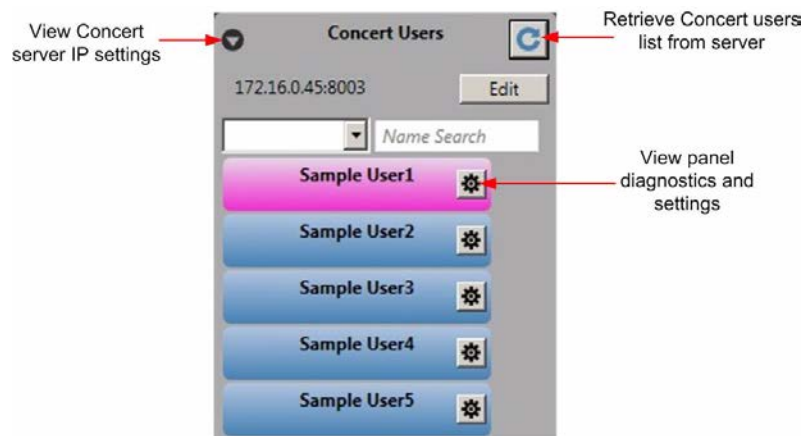 View Concert
server IP settings
Concert Users
Retrieve Concert users
list from server
172.16.0.45:8003
Edit
Name Search
Sample User1
View panel
diagnostics and
settings
Sample User2
Sample User3
Sample User4
Sample User5